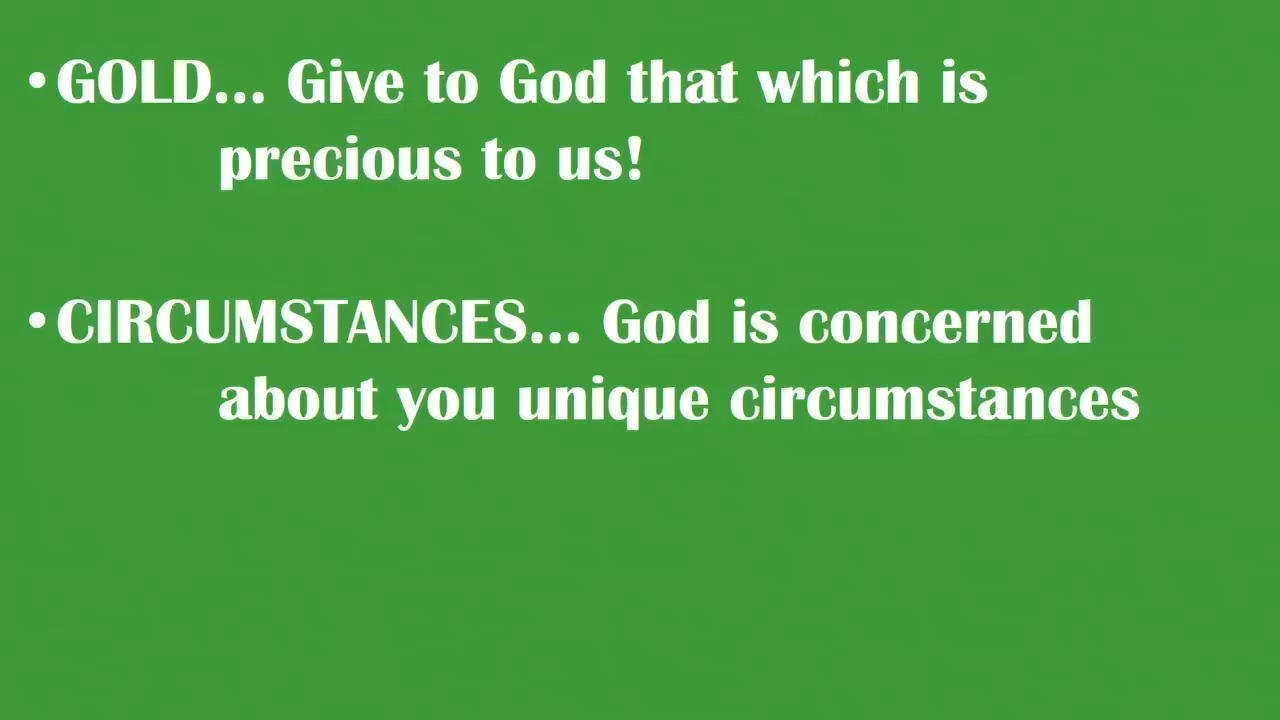 • GOLD... Give to God that which is
precious to us!
• CIRCUMSTANCES... God is concerned
about you unique circumstances